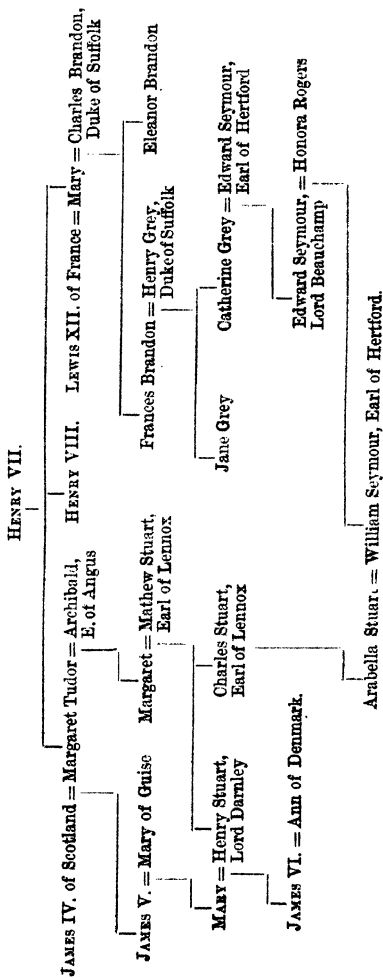 HENRY VII.
JAMES IV. of Scotland = Margaret Tudor = Archibald,
E. of Angus
HENRY VIII.
LEWIS XII. of France = Mary = Charles Brandon,
Duke of Suffolk
JAMES V. = Mary of Guise
Margaret = Mathew Stuart,
Earl of Lennox
Frances Brandon = Henry Grey,
Duke of Suffolk
Eleanor Brandon
MARY = Henry Stuart,
Lord Darnley
Charles Stuart,
Earl of Lennox
Jane Grey
Catherine Grey = Edward Seymour,
Earl of Hertford
JAMES VI. = Ann of Denmark.
Edward Seymour, = Honora Rogers
Lord Beauchamp
Arabella Stuart = William Seymour, Earl of Hertford.